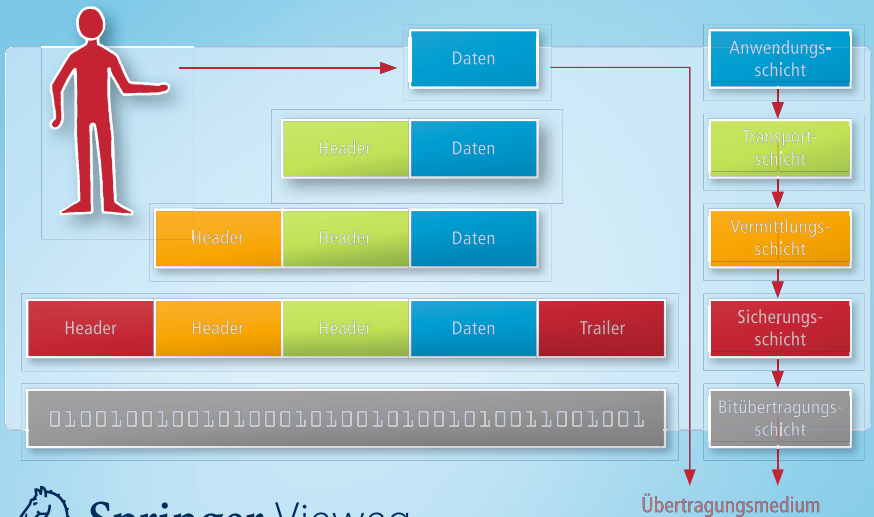 Daten
Anwendungs-
schicht
Header Daten
Transport-
schicht
Header Header Daten
Vermittlungs-
schicht
Header Header Header Daten Trailer
Sicherungs-
schicht
Bitübertragungs-
schicht
Übertragungsmedium
Springer Vieweg